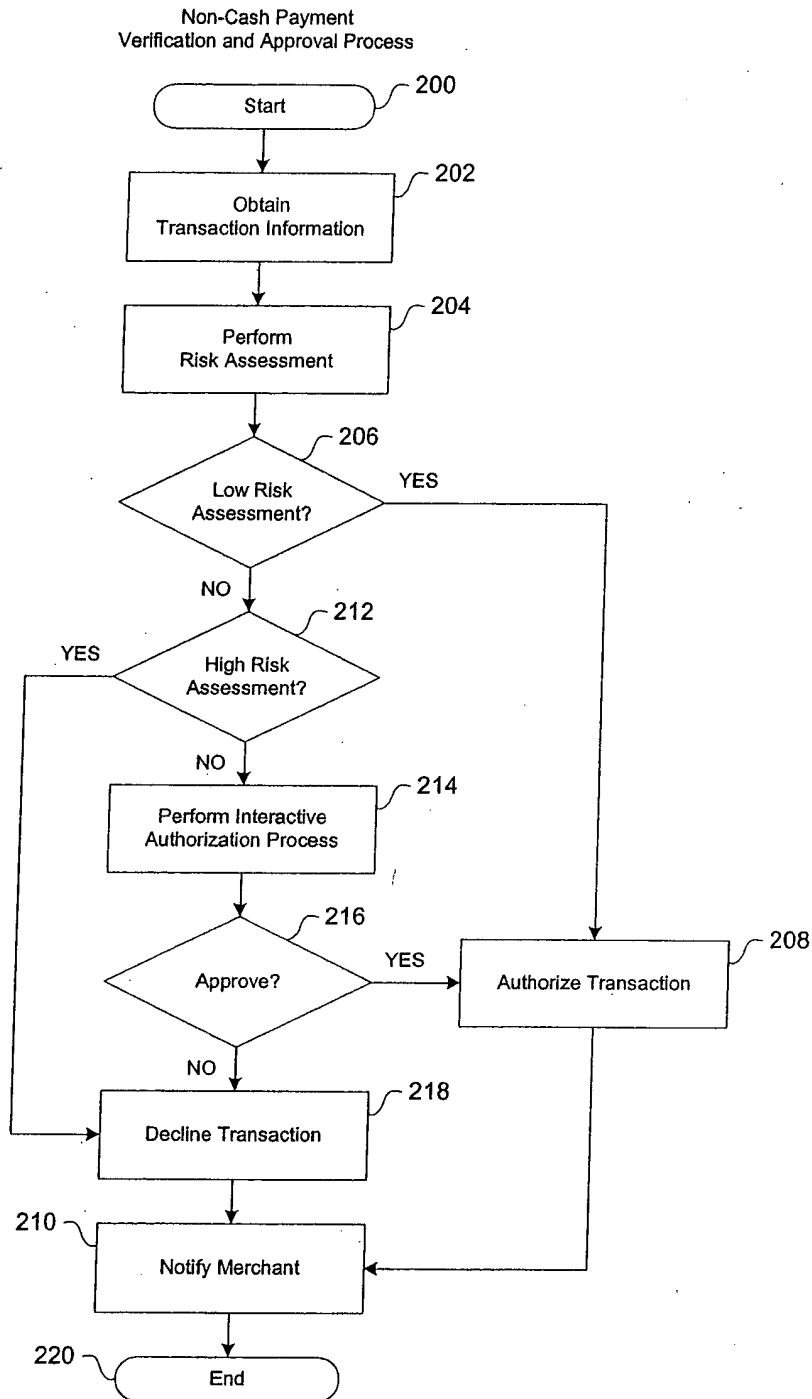 Non-Cash Payment
Verification and Approval Process
200
Start
202
Obtain
Transaction Information
204
Perform
Risk Assessment
206
Low Risk
Assessment?
YES
NO
212
YES
High Risk
Assessment?
NO
214
Perform Interactive
Authorization Process
216
Approve?
YES
208
Authorize Transaction
NO
218
Decline Transaction
210
Notify Merchant
220
End